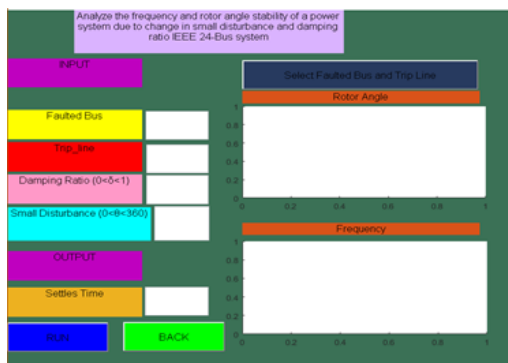 Analyze the frequency and rotor angle stability of a power
system due to change in small disturbance and damping
ratio IEEE 24-Bus system
INPUT
Select Faulted Bus and Trip Line
Rotor Angle
1
0.8
0.6
0.4
0.2
0
0.2
0.4
0.6
0.8
1
Faulted Bus
Trip_line
Damping Ratio (0<δ<1)
Small Disturbance (0<θ<360)
OUTPUT
Settles Time
RUN
BACK
Frequency
1
0.8
0.6
0.4
0.2
0
0 0.2 0.4 0.6 0.8 1